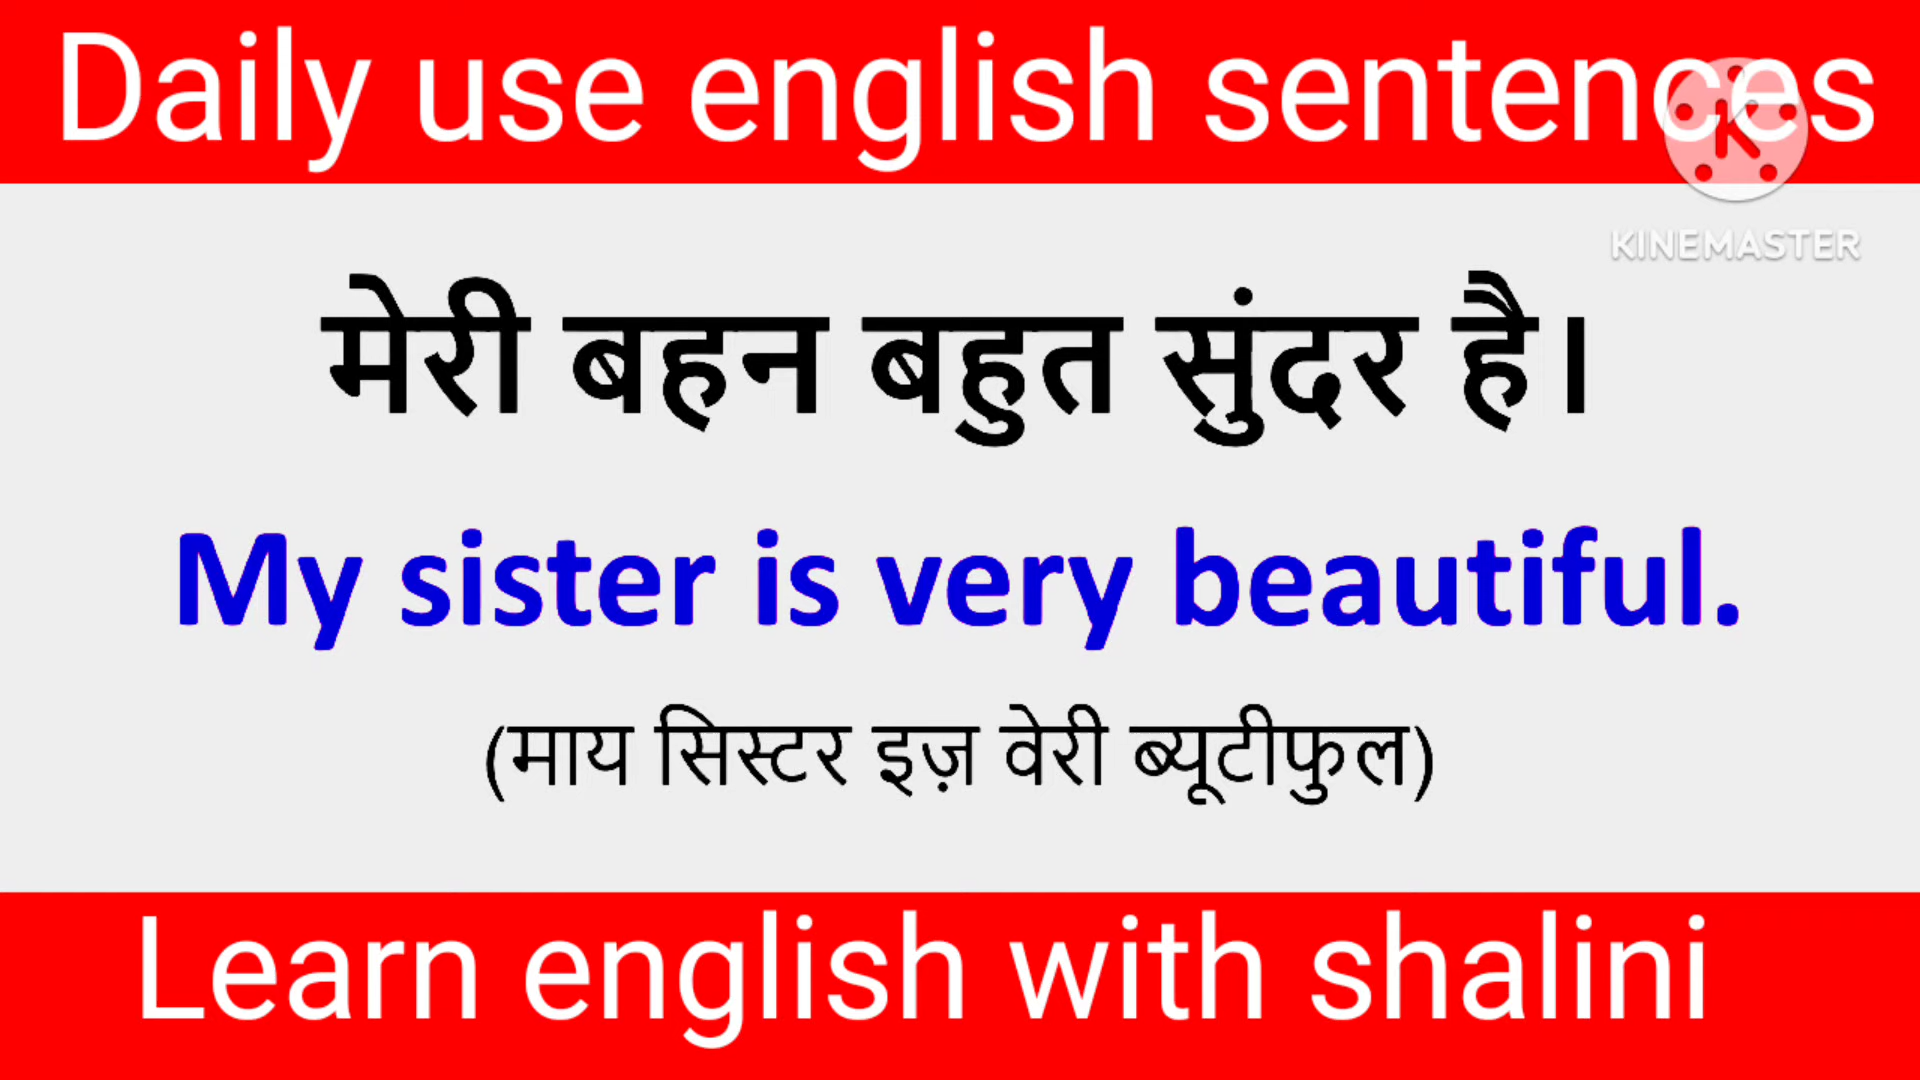 Daily use english sentences
KINEMASTER
मेरी बहन बहुत सुंदर है।
My sister is very beautiful.
(माय सिस्टर इज़ वेरी ब्यूटीफुल)
Learn english with shalini